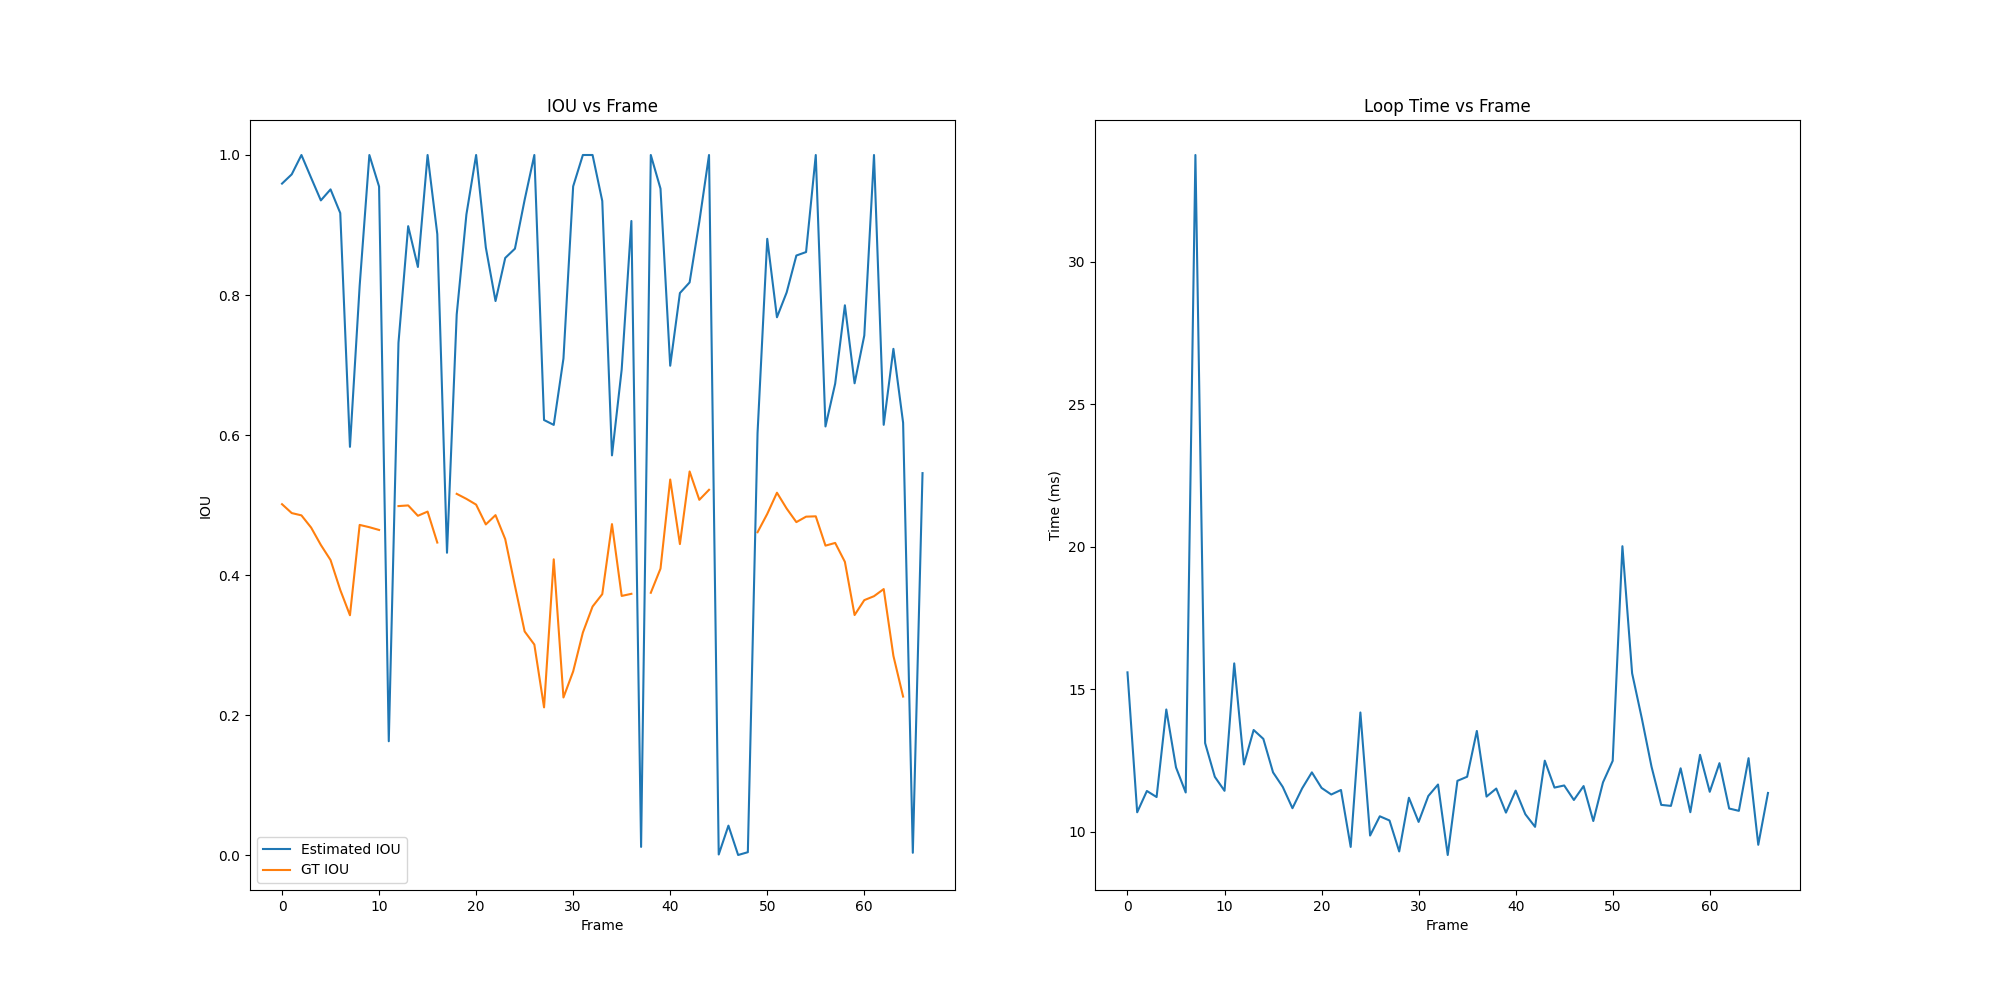 IOU vs Frame
IOU
1.0
0.8
0.6
0.4
0.2
0.0
Estimated IOU
GT IOU
0 10 20 30 40 50 60
Frame
Loop Time vs Frame
Time (ms)
30
25
20
15
10
0 10 20 30 40 50 60
Frame